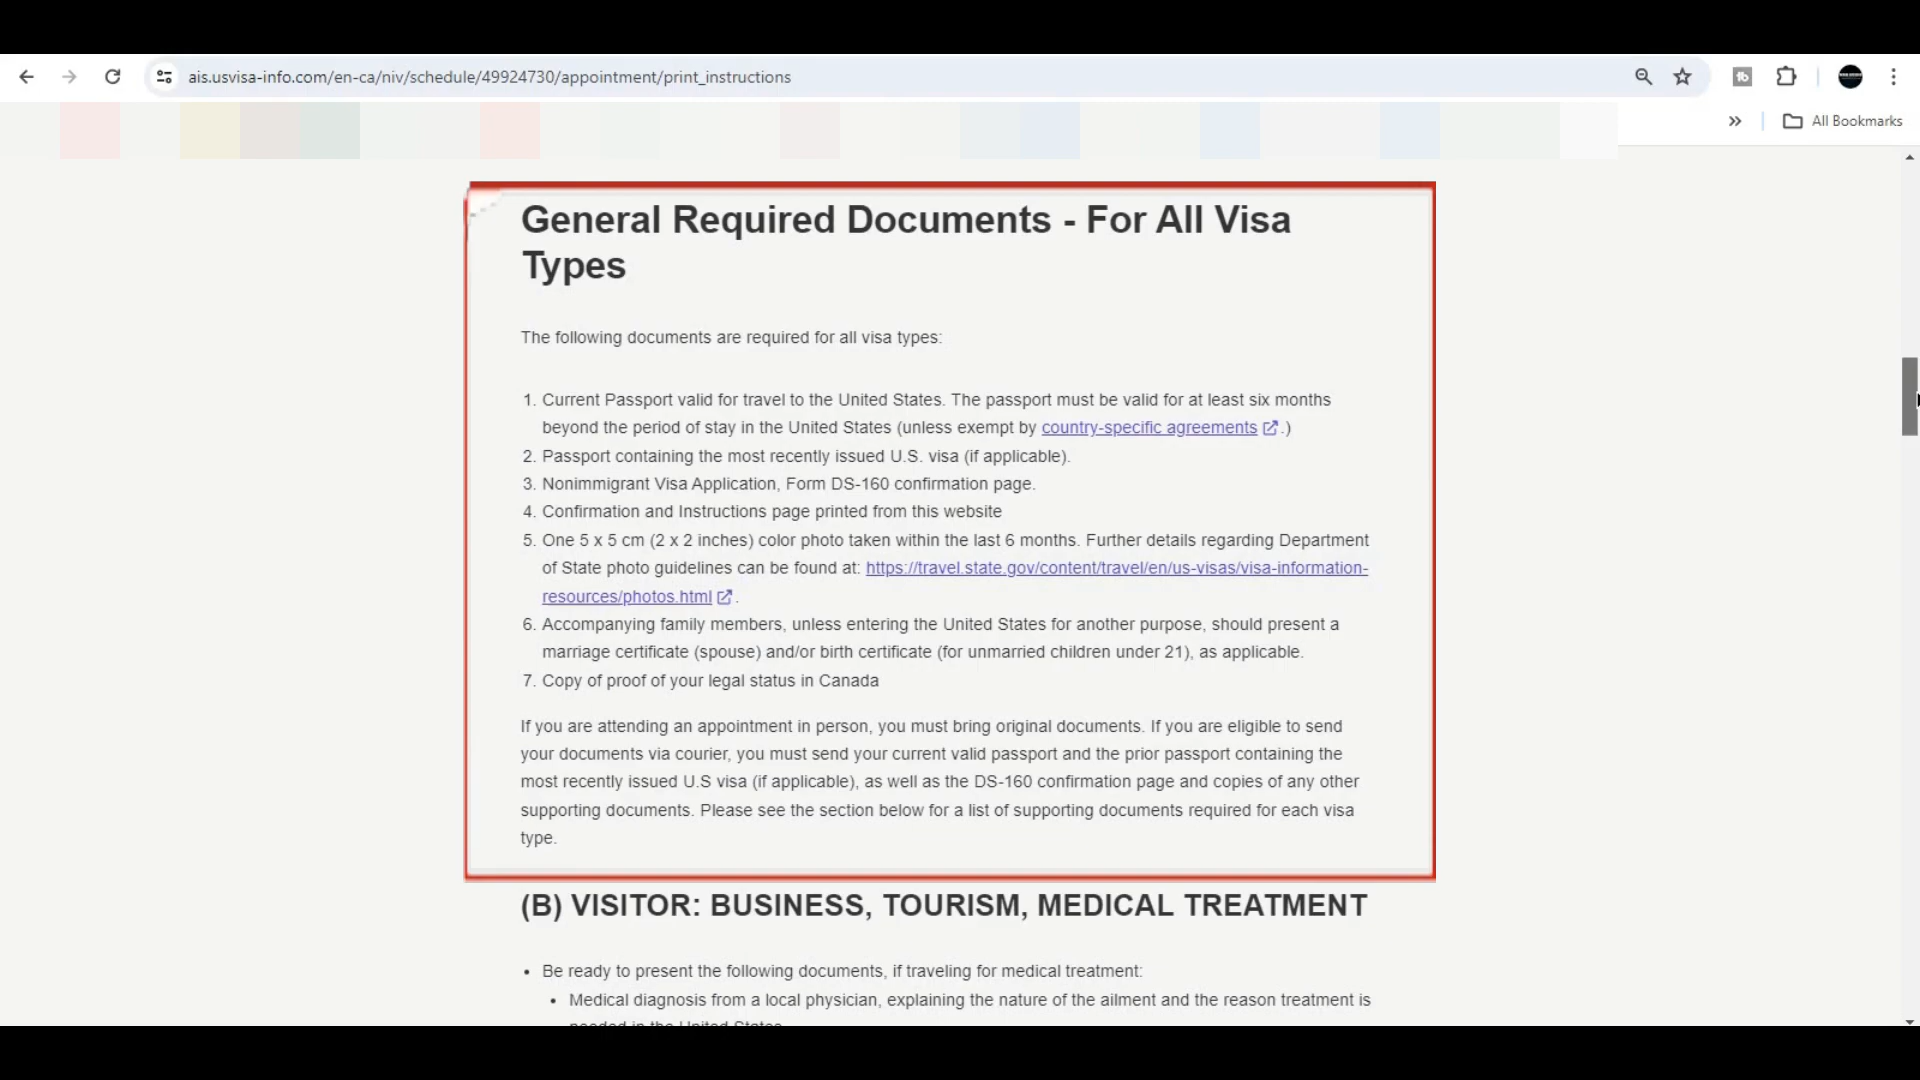 ais.usvisa-info.com/en-ca/niv/schedule/49924730/appointment/print_instructions
All Bookmarks
General Required Documents - For All Visa
Types
The following documents are required for all visa types:
1. Current Passport valid for travel to the United States. The passport must be valid for at least six months
beyond the period of stay in the United States (unless exempt by country-specific agreements .)
2. Passport containing the most recently issued U.S. visa (if applicable).
3. Nonimmigrant Visa Application, Form DS-160 confirmation page.
4. Confirmation and Instructions page printed from this website
5. One 5 x 5 cm (2 x 2 inches) color photo taken within the last 6 months. Further details regarding Department
of State photo guidelines can be found at: https://travel.state.gov/content/travel/en/us-visas/visa-information-
resources/photos.html .
6. Accompanying family members, unless entering the United States for another purpose, should present a
marriage certificate (spouse) and/or birth certificate (for unmarried children under 21), as applicable.
7. Copy of proof of your legal status in Canada
If you are attending an appointment in person, you must bring original documents. If you are eligible to send
your documents via courier, you must send your current valid passport and the prior passport containing the
most recently issued U.S visa (if applicable), as well as the DS-160 confirmation page and copies of any other
supporting documents. Please see the section below for a list of supporting documents required for each visa
type.
(B) VISITOR: BUSINESS, TOURISM, MEDICAL TREATMENT
• Be ready to present the following documents, if traveling for medical treatment:
• Medical diagnosis from a local physician, explaining the nature of the ailment and the reason treatment is
needed in the United States